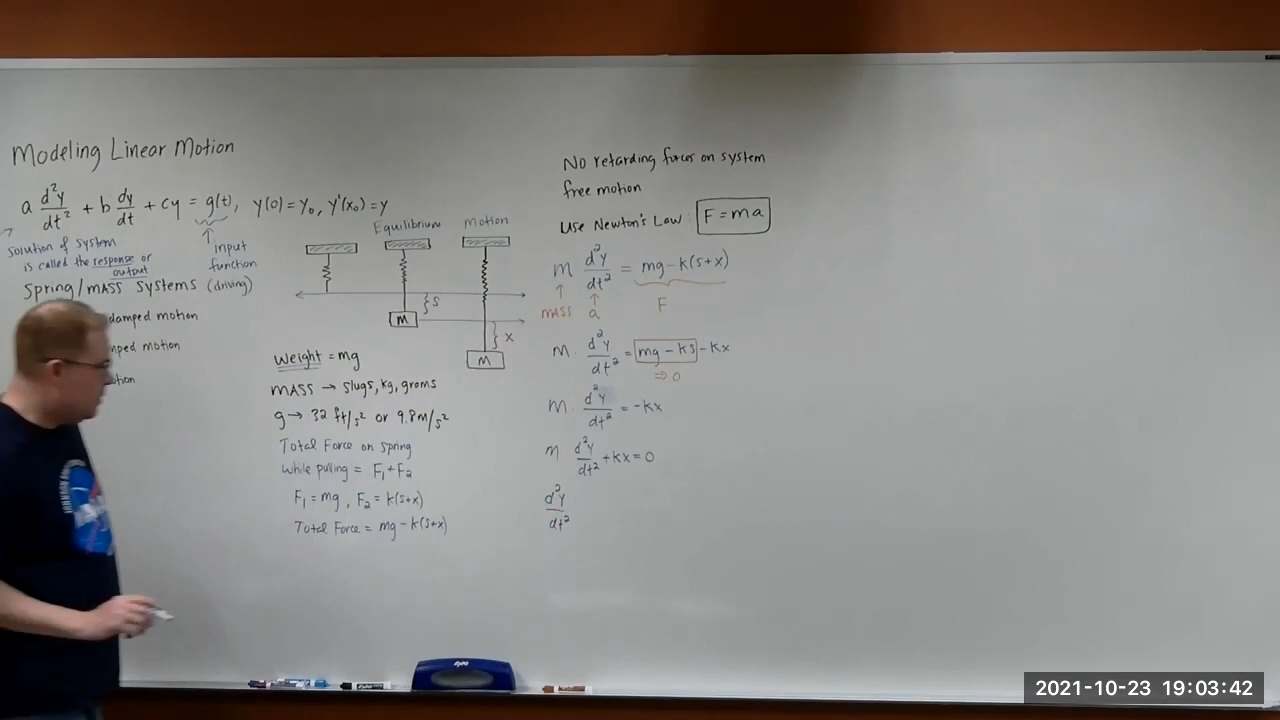 Modeling Linear Motion
a d²y/dt² + b dy/dt + cy = g(t), y(0) = y₀, y'(x₀) = y
solution of system
is called the response or
output
input
function
(driving)
Spring/MASS Systems
damped motion
mped motion
otion
Equilibrium
Motion
S
M
X
M
Weight = mg
MASS → slugs, kg, grams
g → 32 ft/s² or 9.8m/s²
Total Force on spring
while pulling = F₁+F₂
F₁ = mg, F₂ = k(s+x)
Total Force = mg-k(s+x)
No retarding forces on system
free motion
Use Newton's Law: F = ma
m d²y/dt² = mg-k(s+x)
MASS a F
m · d²y/dt² = mg-ks-kx
⇒ 0
m · d²y/dt² = -kx
m d²y/dt² + kx = 0
d²y/dt²
expo
2021-10-23 19:03:42